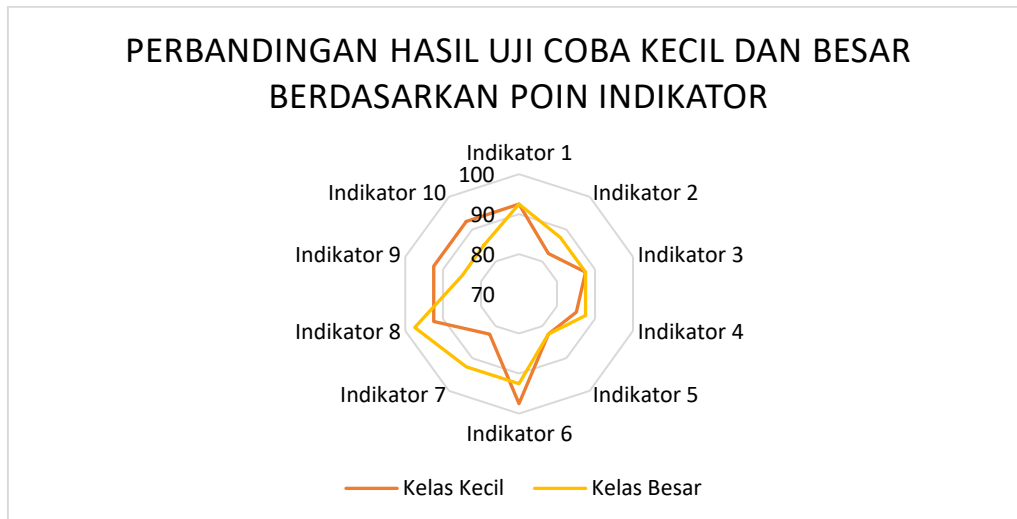 PERBANDINGAN HASIL UJI COBA KECIL DAN BESAR
BERDASARKAN POIN INDIKATOR
Indikator 1
Indikator 2
Indikator 3
Indikator 4
Indikator 5
Indikator 6
Indikator 7
Indikator 8
Indikator 9
Indikator 10
100
90
80
70
Kelas Kecil
Kelas Besar